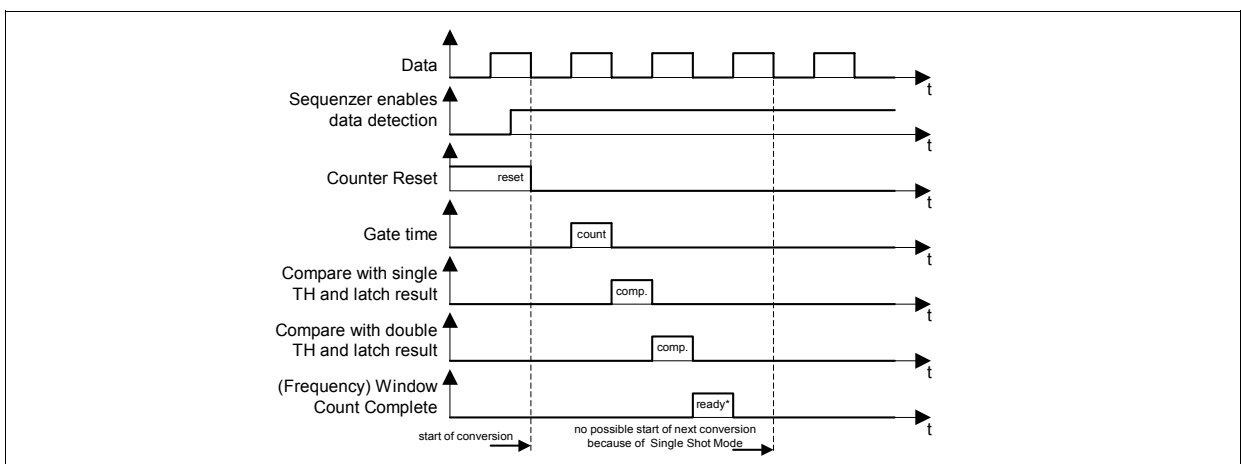 Data
t
Sequenzer enables
data detection
t
Counter Reset
reset
t
Gate time
count
t
Compare with single
TH and latch result
comp.
t
Compare with double
TH and latch result
comp.
t
(Frequency) Window
Count Complete
ready*
t
start of conversion
no possible start of next conversion
because of Single Shot Mode